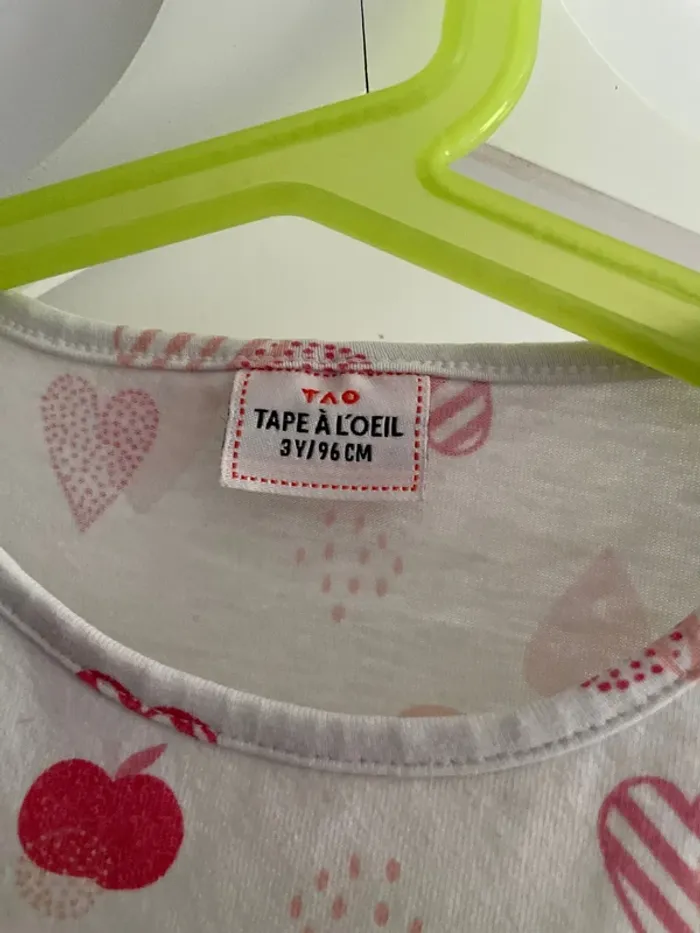 TAO
TAPE À L'OEIL
3Y/96CM